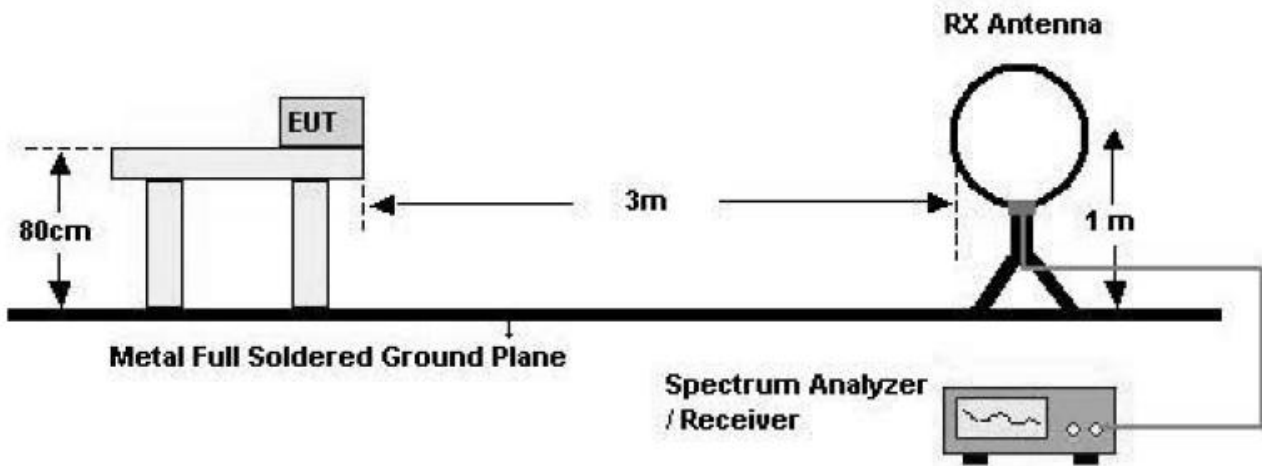 RX Antenna
EUT
80cm
3m
1 m
Metal Full Soldered Ground Plane
Spectrum Analyzer
/ Receiver